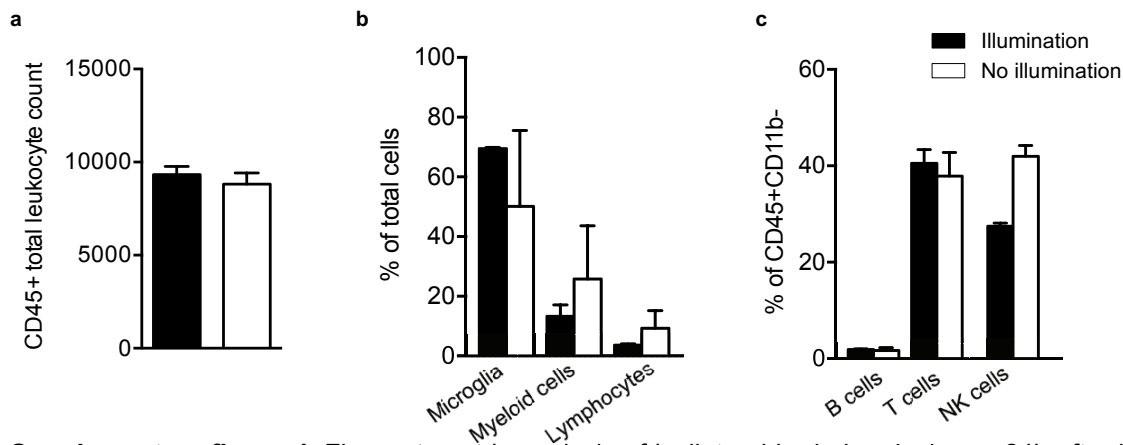 a
CD45+ total leukocyte count
15000
10000
5000
0
b
% of total cells
100
80
60
40
20
0
Microglia
Myeloid cells
Lymphocytes
c
Illumination
No illumination
% of CD45+CD11b-
60
40
20
0
B cells
T cells
NK cells